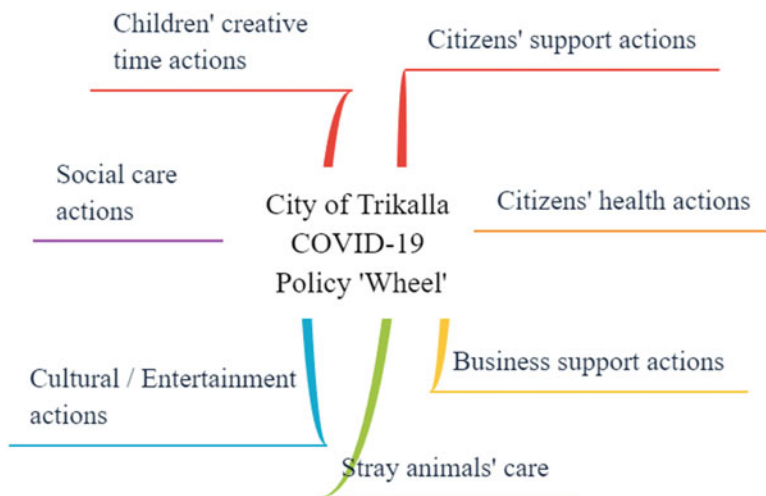 Children' creative
time actions
Citizens' support actions
Social care
actions
City of Trikalla
COVID-19
Policy 'Wheel'
Citizens' health actions
Cultural / Entertainment
actions
Business support actions
Stray animals' care